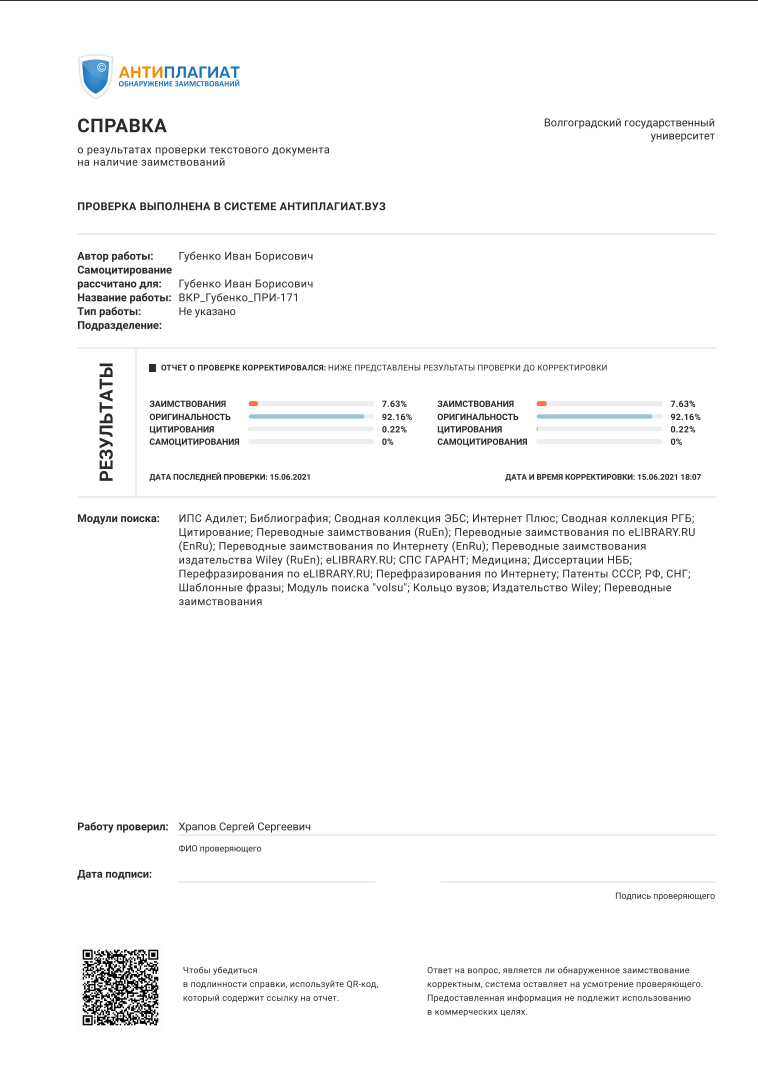 ©
АНТИПЛАГИАТ
ОБНАРУЖЕНИЕ ЗАИМСТВОВАНИЙ
СПРАВКА
Волгоградский государственный
университет
о результатах проверки текстового документа
на наличие заимствований
ПРОВЕРКА ВЫПОЛНЕНА В СИСТЕМЕ АНТИПЛАГИАТ.ВУЗ
Автор работы: Губенко Иван Борисович
Самоцитирование
рассчитано для: Губенко Иван Борисович
Название работы: ВКР_Губенко_ПРИ-171
Тип работы: Не указано
Подразделение:
РЕЗУЛЬТАТЫ
ОТЧЕТ О ПРОВЕРКЕ КОРРЕКТИРОВАЛСЯ: НИЖЕ ПРЕДСТАВЛЕНЫ РЕЗУЛЬТАТЫ ПРОВЕРКИ ДО КОРРЕКТИРОВКИ
ЗАИМСТВОВАНИЯ 7.63% ЗАИМСТВОВАНИЯ 7.63%
ОРИГИНАЛЬНОСТЬ 92.16% ОРИГИНАЛЬНОСТЬ 92.16%
ЦИТИРОВАНИЯ 0.22% ЦИТИРОВАНИЯ 0.22%
САМОЦИТИРОВАНИЯ 0% САМОЦИТИРОВАНИЯ 0%
ДАТА ПОСЛЕДНЕЙ ПРОВЕРКИ: 15.06.2021 ДАТА И ВРЕМЯ КОРРЕКТИРОВКИ: 15.06.2021 18:07
Модули поиска: ИПС Адилет; Библиография; Сводная коллекция ЭБС; Интернет Плюс; Сводная коллекция РГБ;
Цитирование; Переводные заимствования (RuEn); Переводные заимствования по eLIBRARY.RU
(EnRu); Переводные заимствования по Интернету (EnRu); Переводные заимствования
издательства Wiley (RuEn); eLIBRARY.RU; СПС ГАРАНТ; Медицина; Диссертации НББ;
Перефразирования по eLIBRARY.RU; Перефразирования по Интернету; Патенты СССР, РФ, СНГ;
Шаблонные фразы; Модуль поиска "volsu"; Кольцо вузов; Издательство Wiley; Переводные
заимствования
Работу проверил: Храпов Сергей Сергеевич
ФИО проверяющего
Дата подписи:
Подпись проверяющего
Чтобы убедиться
в подлинности справки, используйте QR-код,
который содержит ссылку на отчет.
Ответ на вопрос, является ли обнаруженное заимствование
корректным, система оставляет на усмотрение проверяющего.
Предоставленная информация не подлежит использованию
в коммерческих целях.